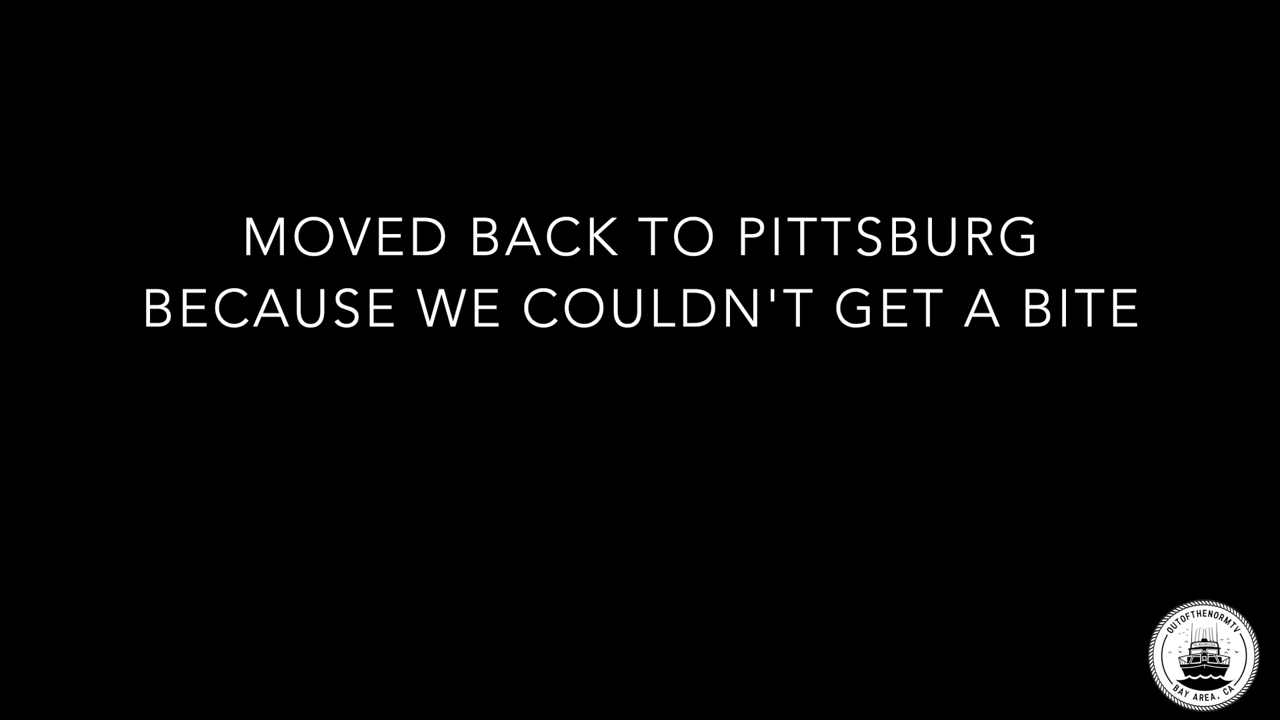 MOVED BACK TO PITTSBURG
BECAUSE WE COULDN'T GET A BITE
OUTOFTHENORMTV
BAY AREA, CA